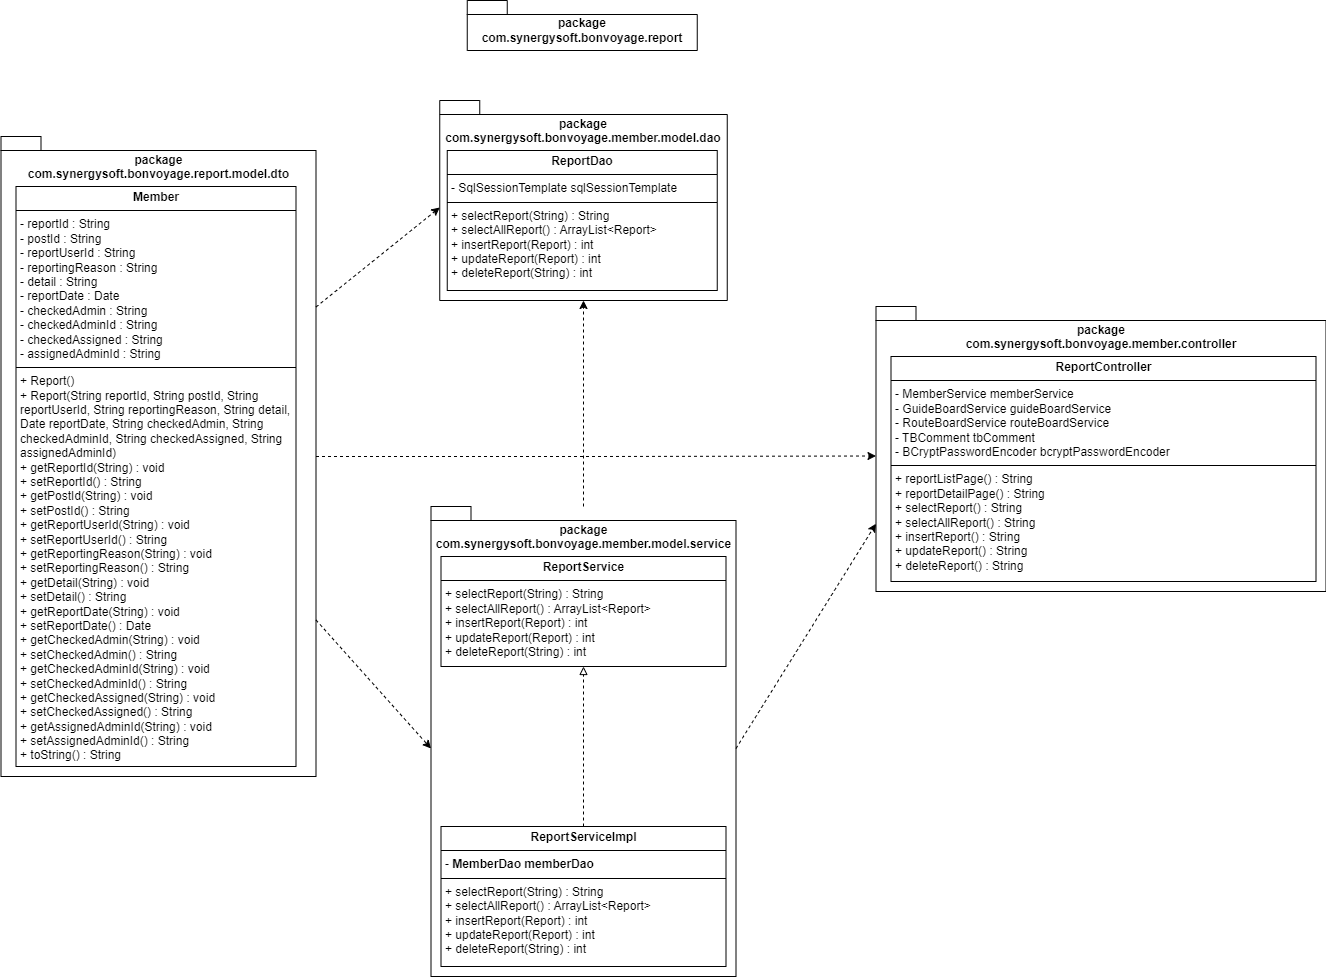 package
com.synergysoft.bonvoyage.report
package
com.synergysoft.bonvoyage.report.model.dto
Member
- reportId : String
- postId : String
- reportUserId : String
- reportingReason : String
- detail : String
- reportDate : Date
- checkedAdmin : String
- checkedAdminId : String
- checkedAssigned : String
- assignedAdminId : String
+ Report()
+ Report(String reportId, String postId, String
reportUserId, String reportingReason, String detail,
Date reportDate, String checkedAdmin, String
checkedAdminId, String checkedAssigned, String
assignedAdminId)
+ getReportId(String) : void
+ setReportId() : String
+ getPostId(String) : void
+ setPostId() : String
+ getReportUserId(String) : void
+ setReportUserId() : String
+ getReportingReason(String) : void
+ setReportingReason() : String
+ getDetail(String) : void
+ setDetail() : String
+ getReportDate(String) : void
+ setReportDate() : Date
+ getCheckedAdmin(String) : void
+ setCheckedAdmin() : String
+ getCheckedAdminId(String) : void
+ setCheckedAdminId() : String
+ getCheckedAssigned(String) : void
+ setCheckedAssigned() : String
+ getAssignedAdminId(String) : void
+ setAssignedAdminId() : String
+ toString() : String
package
com.synergysoft.bonvoyage.member.model.dao
ReportDao
- SqlSessionTemplate sqlSessionTemplate
+ selectReport(String) : String
+ selectAllReport() : ArrayList<Report>
+ insertReport(Report) : int
+ updateReport(Report) : int
+ deleteReport(String) : int
package
com.synergysoft.bonvoyage.member.model.service
ReportService
+ selectReport(String) : String
+ selectAllReport() : ArrayList<Report>
+ insertReport(Report) : int
+ updateReport(Report) : int
+ deleteReport(String) : int
ReportServiceImpl
- MemberDao memberDao
+ selectReport(String) : String
+ selectAllReport() : ArrayList<Report>
+ insertReport(Report) : int
+ updateReport(Report) : int
+ deleteReport(String) : int
package
com.synergysoft.bonvoyage.member.controller
ReportController
- MemberService memberService
- GuideBoardService guideBoardService
- RouteBoardService routeBoardService
- TBComment tbComment
- BCryptPasswordEncoder bcryptPasswordEncoder
+ reportListPage() : String
+ reportDetailPage() : String
+ selectReport() : String
+ selectAllReport() : String
+ insertReport() : String
+ updateReport() : String
+ deleteReport() : String